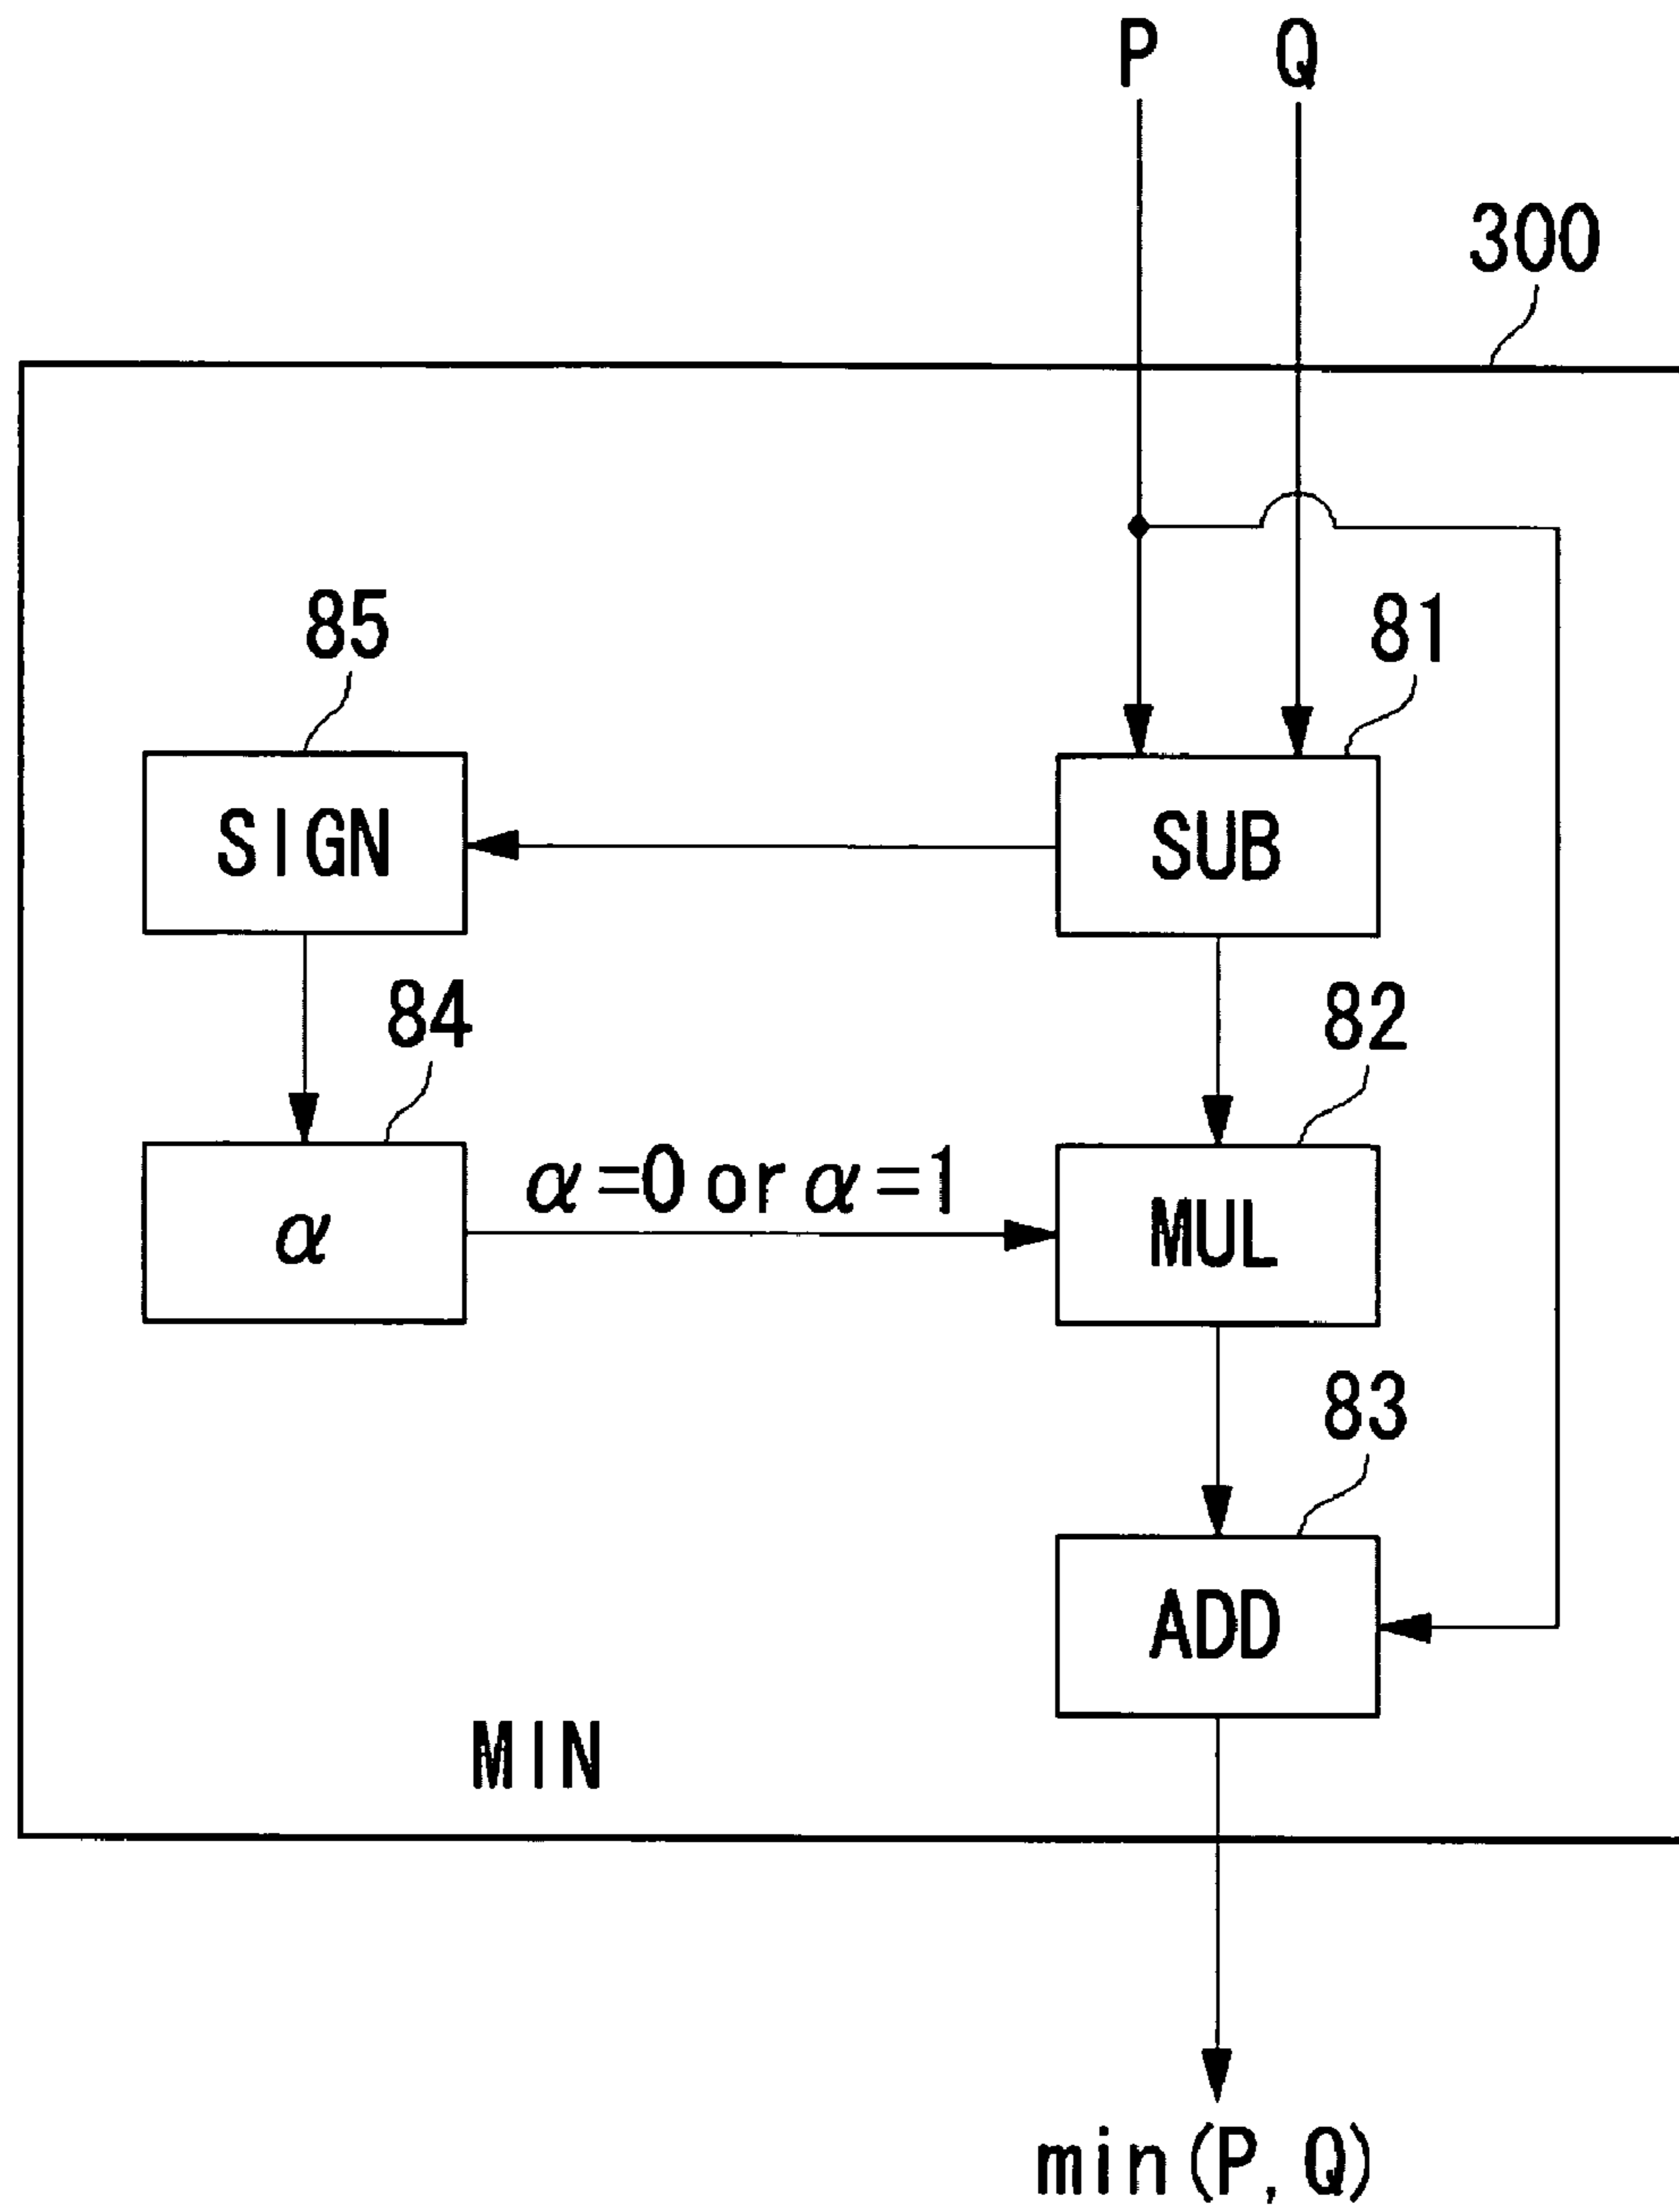 P Q
300
85
81
SIGN
SUB
84
82
α=0 or α=1
α
MUL
83
ADD
MIN
min(P,Q)